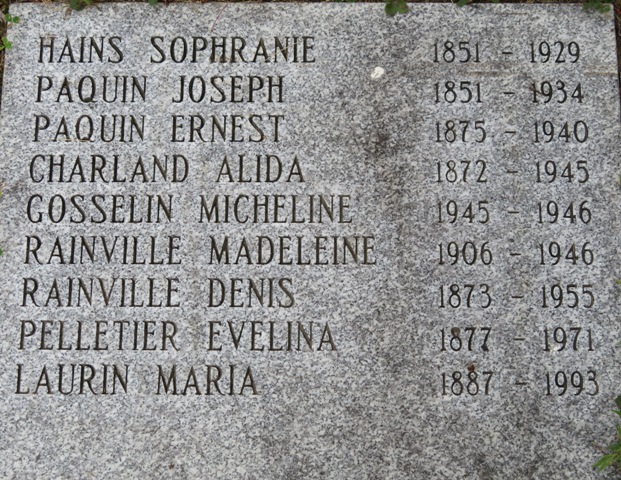 HAINS SOPHRANIE 1851 - 1929
PAQUIN JOSEPH 1851 - 1934
PAQUIN ERNEST 1875 - 1940
CHARLAND ALIDA 1872 - 1945
GOSSELIN MICHELINE 1945 - 1946
RAINVILLE MADELEINE 1906 - 1946
RAINVILLE DENIS 1873 - 1955
PELLETIER EVELINA 1877 - 1971
LAURIN MARIA 1887 - 1993